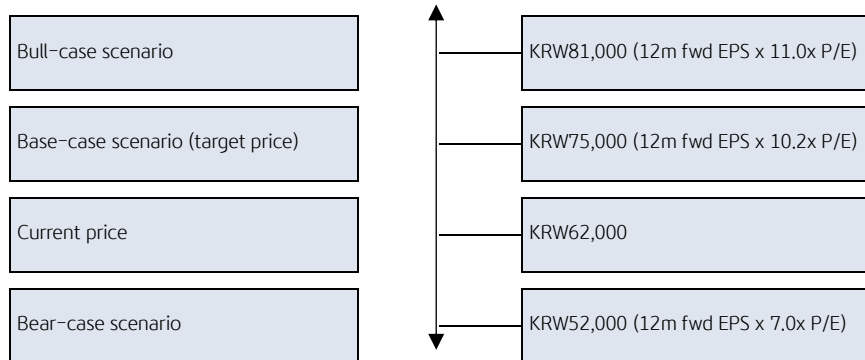 Bull-case scenario
KRW81,000 (12m fwd EPS x 11.0x P/E)
Base-case scenario (target price)
KRW75,000 (12m fwd EPS x 10.2x P/E)
Current price
KRW62,000
Bear-case scenario
KRW52,000 (12m fwd EPS x 7.0x P/E)